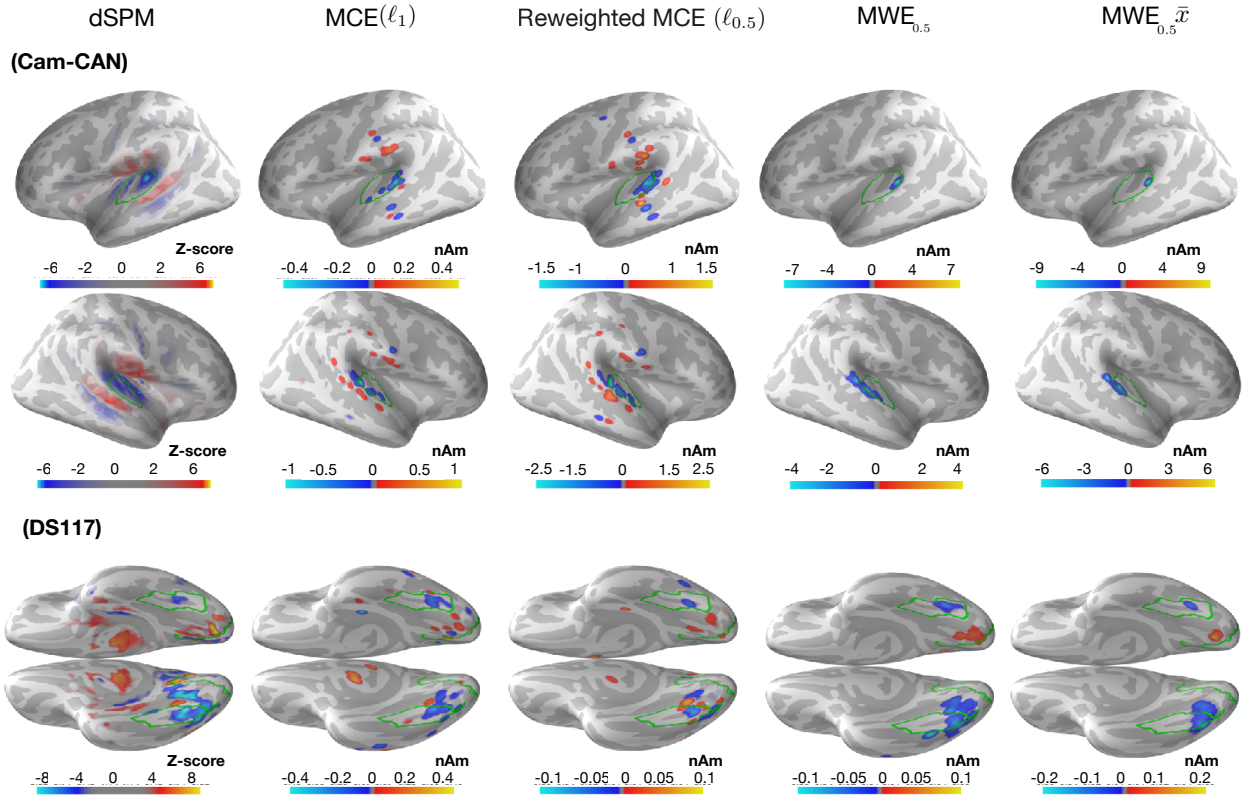 dSPM MCE(ℓ₁) Reweighted MCE (ℓ₀.₅) MWE₀.₅ MWE₀.₅ x̄
(Cam-CAN)
Z-score nAm nAm nAm nAm
-6 -2 0 2 6 -0.4 -0.2 0 0.2 0.4 -1.5 -1 0 1 1.5 -7 -4 0 4 7 -9 -4 0 4 9
Z-score nAm nAm nAm nAm
-6 -2 0 2 6 -1 -0.5 0 0.5 1 -2.5 -1.5 0 1.5 2.5 -4 -2 0 2 4 -6 -3 0 3 6
(DS117)
Z-score nAm nAm nAm nAm
-8 -4 0 4 8 -0.4 -0.2 0 0.2 0.4 -0.1 -0.05 0 0.05 0.1 -0.1 -0.05 0 0.05 0.1 -0.2 -0.1 0 0.1 0.2